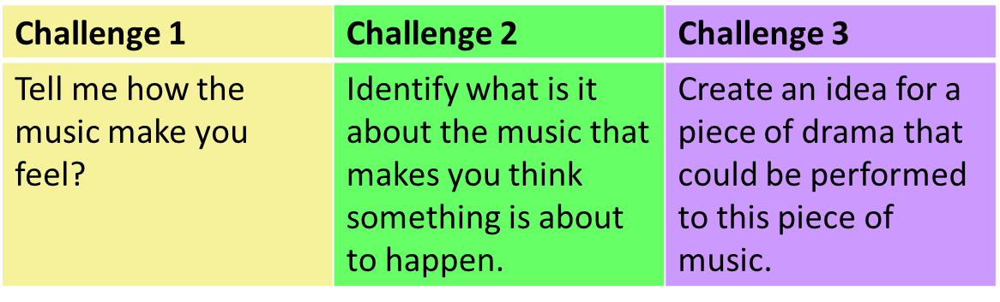 Challenge 1
Tell me how the
music make you
feel?
Challenge 2
Identify what is it
about the music that
makes you think
something is about
to happen.
Challenge 3
Create an idea for a
piece of drama that
could be performed
to this piece of
music.